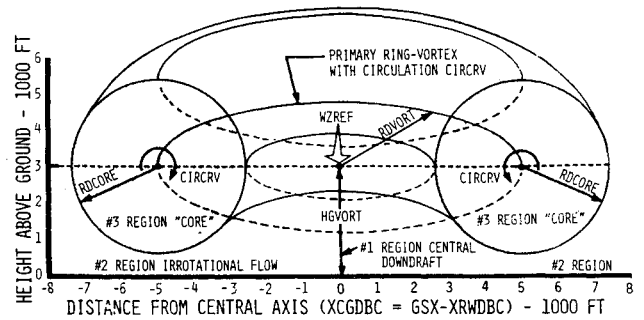 HEIGHT ABOVE GROUND - 1000 FT
6
5
4
3
2
1
0
PRIMARY RING-VORTEX
WITH CIRCULATION CIRCRV
WZREF
RDVORT
RDCORE
CIRCRV
CIRCRV
RDCORE
#3 REGION "CORE"
HGVORT
#3 REGION "CORE"
#1 REGION CENTRAL
DOWNDRAFT
#2 REGION IRROTATIONAL FLOW
#2 REGION
-8 -7 -6 -5 -4 -3 -2 -1 0 1 2 3 4 5 6 7 8
DISTANCE FROM CENTRAL AXIS (XCGDBC = GSX-XRWDBC) - 1000 FT